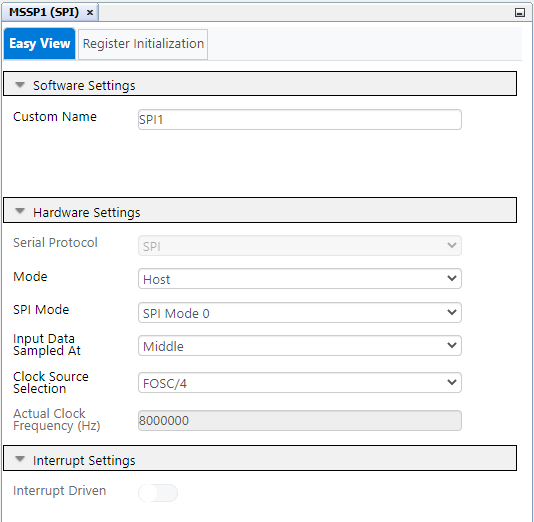 MSSP1 (SPI) ×
Easy View
Register Initialization
Software Settings
Custom Name
SPI1
Hardware Settings
Serial Protocol
SPI
Mode
Host
SPI Mode
SPI Mode 0
Input Data
Sampled At
Middle
Clock Source
Selection
FOSC/4
Actual Clock
Frequency (Hz)
8000000
Interrupt Settings
Interrupt Driven